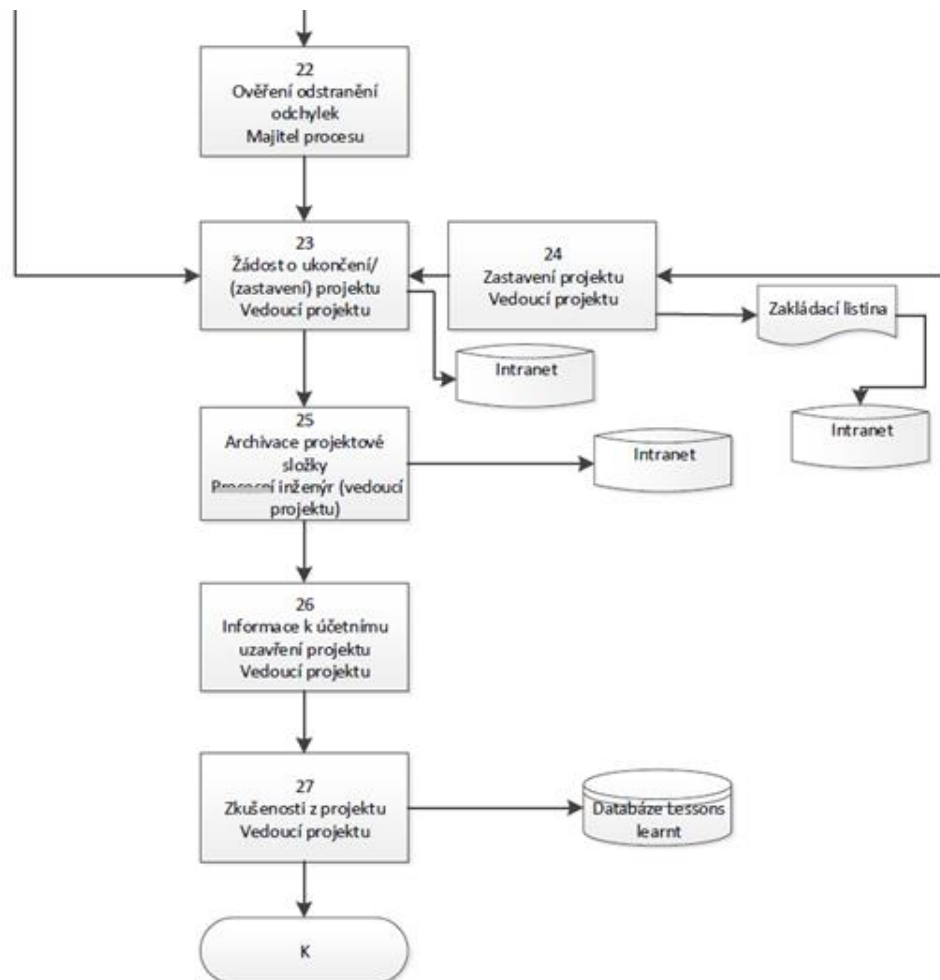 22
Ověření odstranění
odchylek
Majitel procesu
23
Žádost o ukončení/
(zastavení) projektu
Vedoucí projektu
24
Zastavení projektu
Vedoucí projektu
Zakládací listina
Intranet
Intranet
25
Archivace projektové
složky
Procesní inženýr (vedoucí
projektu)
Intranet
26
Informace k účetnímu
uzavření projektu
Vedoucí projektu
27
Zkušenosti z projektu
Vedoucí projektu
Databáze Lessons
learnt
K